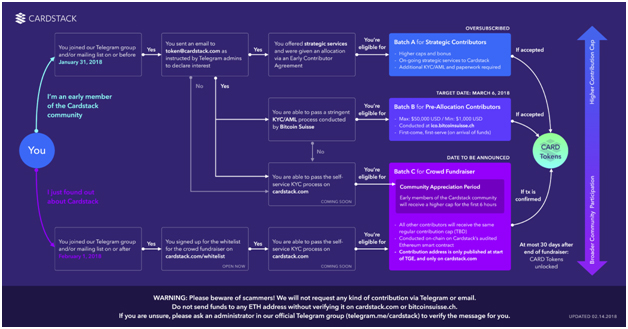 CARDSTACK
OVERSUBSCRIBED
You joined our Telegram group
and/or mailing list on or before
January 31, 2018
Yes
You sent an email to
token@cardstack.com as
instructed by Telegram admins
to declare interest
Yes
You offered strategic services
and were given an allocation
via an Early Contributor
Agreement
You're
eligible for
Batch A for Strategic Contributors
- Higher caps and bonus
- On-going strategic services to Cardstack
- Additional KYC/AML and paperwork required
If accepted
Higher Contribution Cap
No
Yes
I'm an early member
of the Cardstack
community
TARGET DATE: MARCH 6, 2018
You are able to pass a stringent
KYC/AML process conducted
by Bitcoin Suisse
You're
eligible for
Batch B for Pre-Allocation Contributors
- Max: $50,000 USD / Min: $1,000 USD
- Conducted at ico.bitcoinsuisse.ch
- First-come, first-serve (on arrival of funds)
If accepted
You
CARD
Tokens
No
DATE TO BE ANNOUNCED
You are able to pass the self-
service KYC process on
cardstack.com
COMING SOON
You're
eligible for
Batch C for Crowd Fundraiser
Community Appreciation Period
Early members of the Cardstack community
will receive a higher cap for the first 6 hours
I just found out
about Cardstack
If tx is
confirmed
- All other contributors will receive the same
regular contribution cap (TBD)
- Conducted on-chain on Cardstack's audited
Ethereum smart contract
- Contribution address is only published at
start of TGE, and only on cardstack.com
You joined our Telegram group
and/or mailing list on or after
February 1, 2018
Yes
You signed up for the whitelist
for the crowd fundraiser on
cardstack.com/whitelist
OPEN NOW
Yes
You are able to pass the self-
service KYC process on
cardstack.com
COMING SOON
You're
eligible for
At most 30 days after
end of fundraiser:
CARD Tokens
unlocked
Broader Community Participation
WARNING: Please beware of scammers! We will not request any kind of contribution via Telegram or email.
Do not send funds to any ETH address without verifying it on cardstack.com or bitcoinsuisse.ch.
If you are unsure, please ask an administrator in our official Telegram group (telegram.me/cardstack) to verify the message for you.
UPDATED 02.14.2018